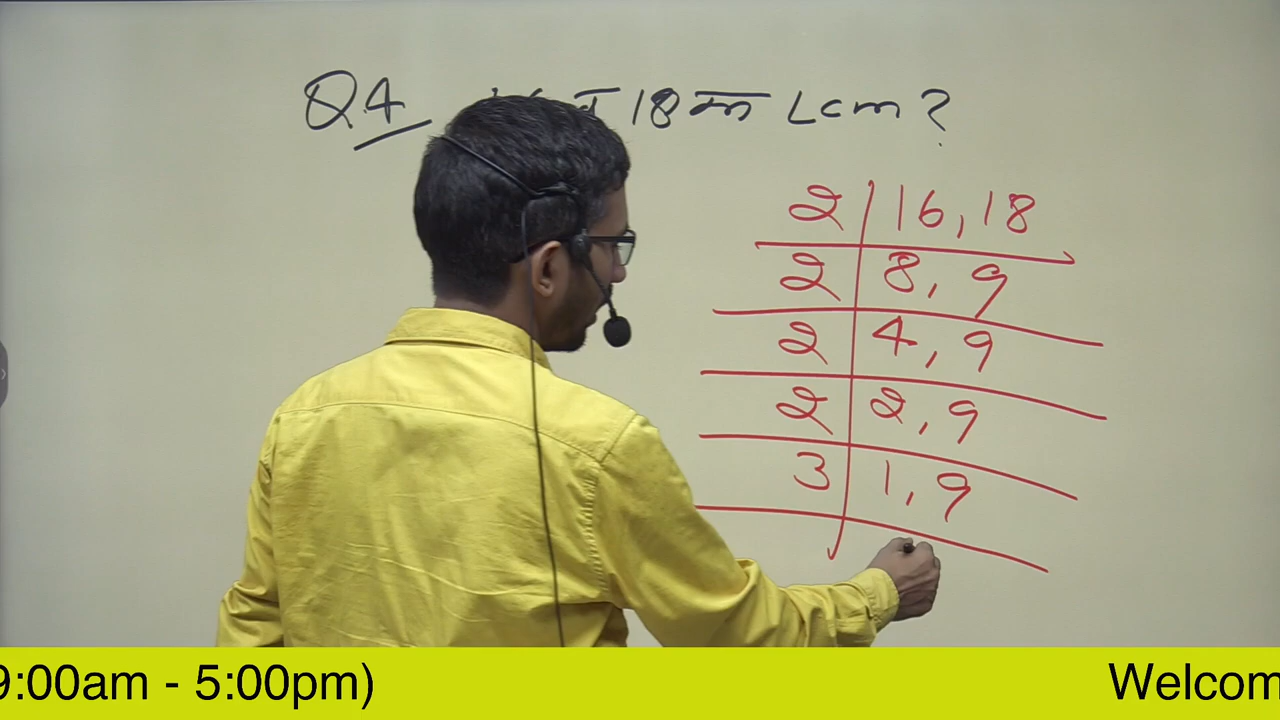 Q.4 व 18 का Lcm ?
2 | 16, 18
2 | 8, 9
2 | 4, 9
2 | 2, 9
3 | 1, 9
9:00am - 5:00pm) Welcom